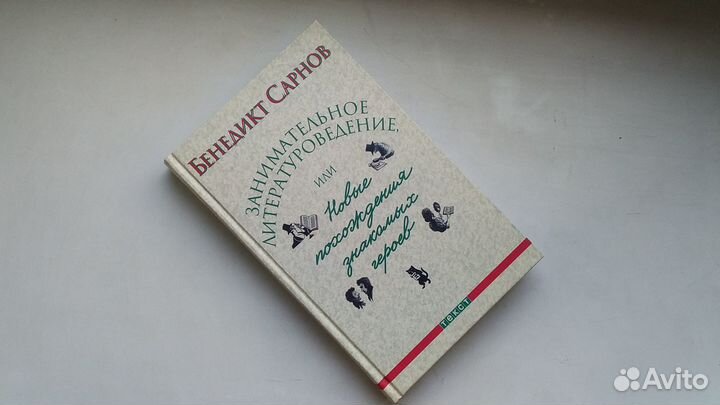 Бенедикт Сарнов
ЗАНИМАТЕЛЬНОЕ
ЛИТЕРАТУРОВЕДЕНИЕ,
ИЛИ
Новые
похождения
знакомых
героев
ТЕКСТ
Avito